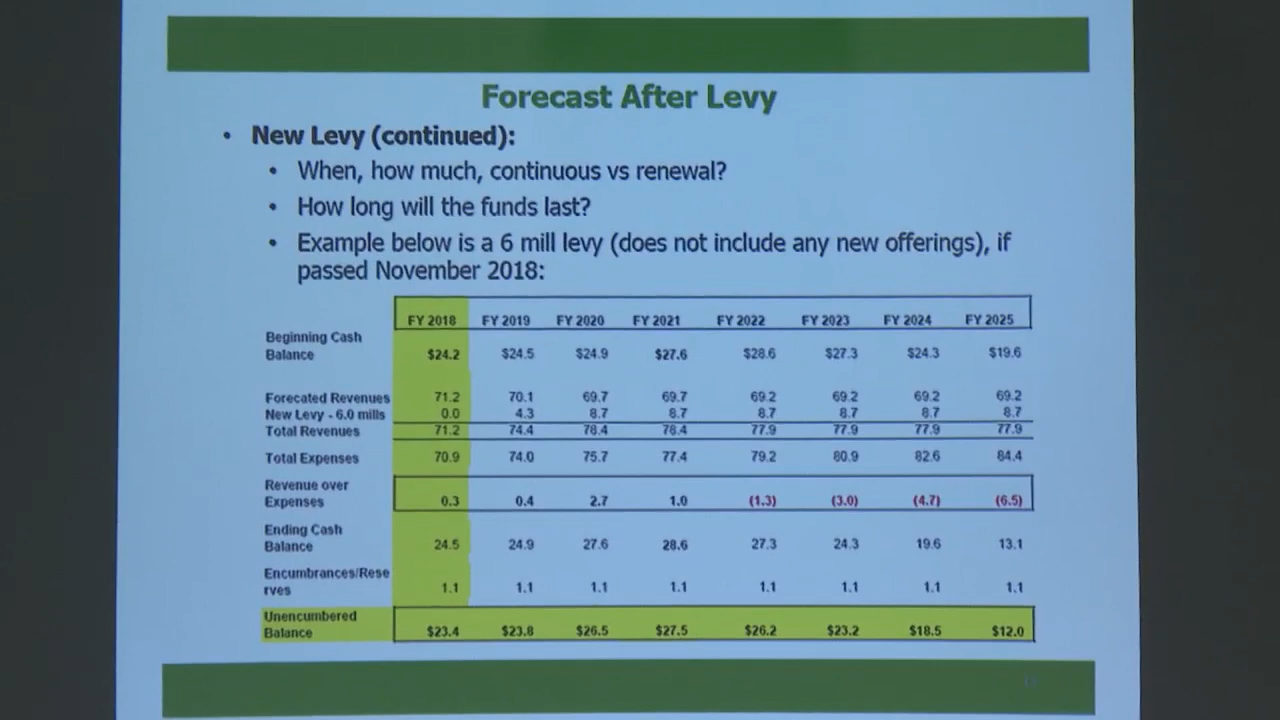 Forecast After Levy
• New Levy (continued):
• When, how much, continuous vs renewal?
• How long will the funds last?
• Example below is a 6 mill levy (does not include any new offerings), if
passed November 2018:
FY 2018 FY 2019 FY 2020 FY 2021 FY 2022 FY 2023 FY 2024 FY 2025
Beginning Cash
Balance $24.2 $24.5 $24.9 $27.6 $28.6 $27.3 $24.3 $19.6
Forecated Revenues 71.2 70.1 69.7 69.7 69.2 69.2 69.2 69.2
New Levy - 6.0 mills 0.0 4.3 8.7 8.7 8.7 8.7 8.7 8.7
Total Revenues 71.2 74.4 78.4 78.4 77.9 77.9 77.9 77.9
Total Expenses 70.9 74.0 75.7 77.4 79.2 80.9 82.6 84.4
Revenue over
Expenses 0.3 0.4 2.7 1.0 (1.3) (3.0) (4.7) (6.5)
Ending Cash
Balance 24.5 24.9 27.6 28.6 27.3 24.3 19.6 13.1
Encumbrances/Rese
rves 1.1 1.1 1.1 1.1 1.1 1.1 1.1 1.1
Unencumbered
Balance $23.4 $23.8 $26.5 $27.5 $26.2 $23.2 $18.5 $12.0